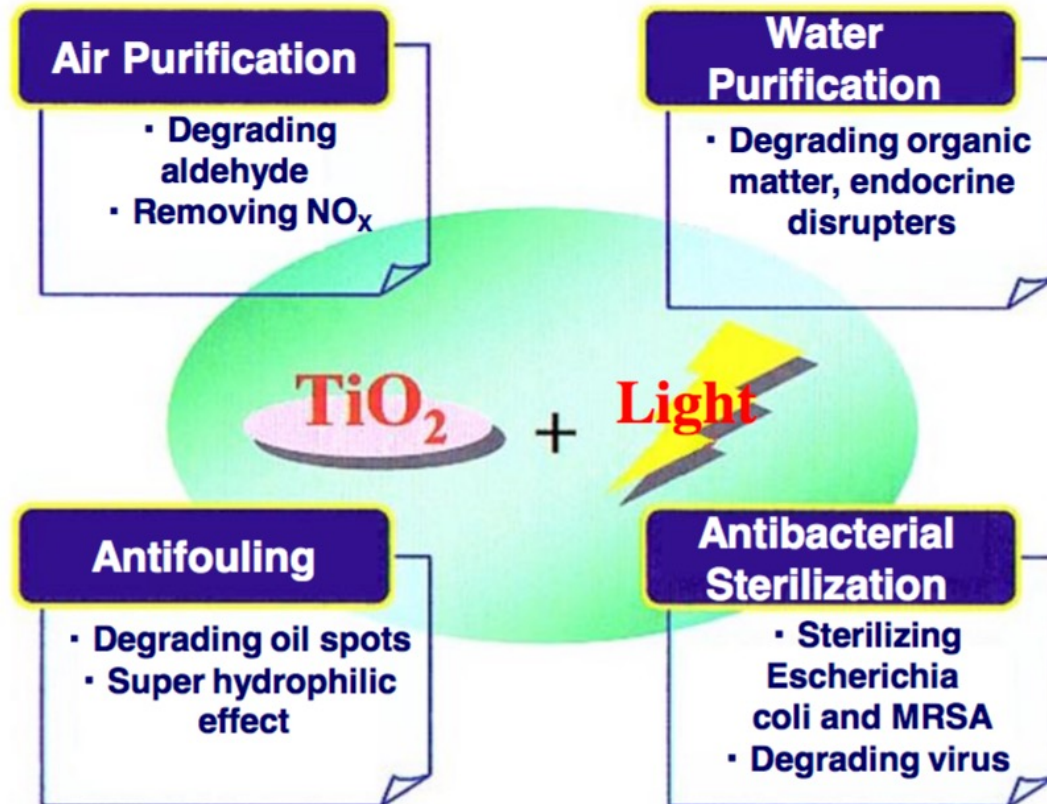 Air Purification
· Degrading
aldehyde
· Removing NOₓ
Water
Purification
· Degrading organic
matter, endocrine
disrupters
TiO₂ + Light
Antifouling
· Degrading oil spots
· Super hydrophilic
effect
Antibacterial
Sterilization
· Sterilizing
Escherichia
coli and MRSA
· Degrading virus